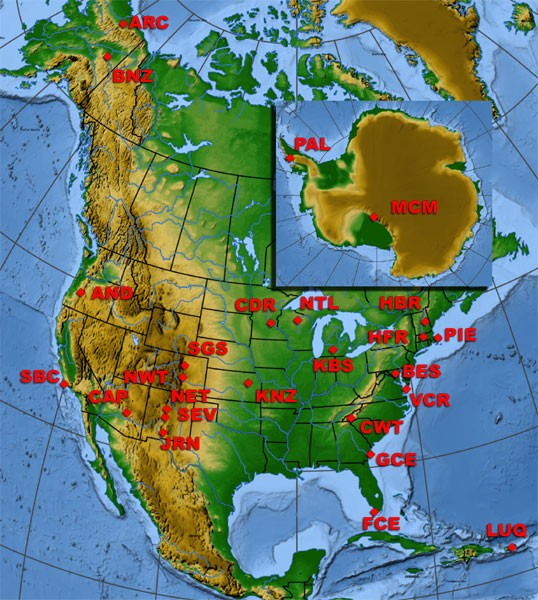 ARC
BNZ
PAL
MCM
AND
CDR
NTL
HBR
HFR
PIE
SGS
KBS
SBC
NWT
BES
CAP
NET
KNZ
VCR
SEV
CWT
JRN
GCE
FCE
LUQ